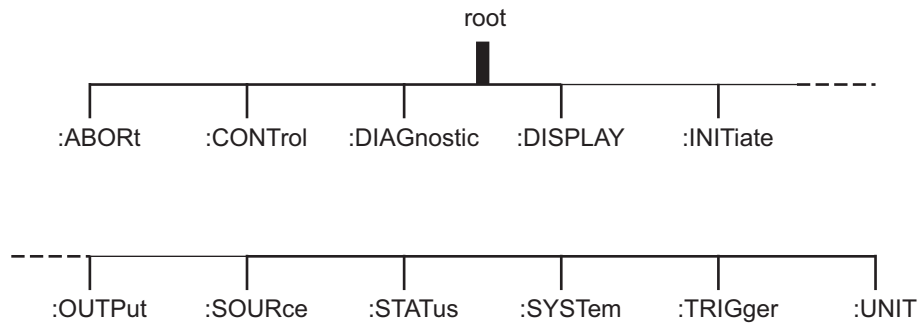 root
:ABORt :CONTrol :DIAGnostic :DISPLAY :INITiate
:OUTPut :SOURce :STATus :SYSTem :TRIGger :UNIT